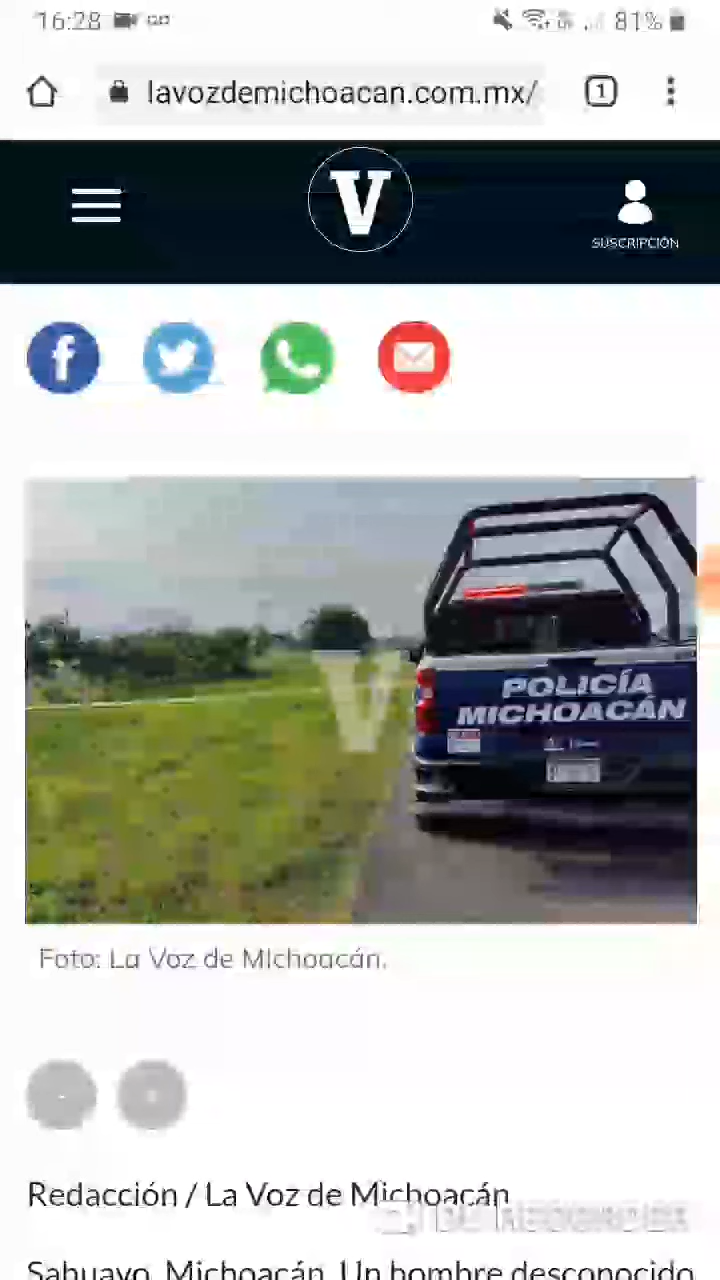 16:28
81%
lavozdemichoacan.com.mx/
1
V
SUSCRIPCIÓN
f
V
POLICÍA
MICHOACÁN
Foto: La Voz de Michoacán.
Redacción / La Voz de Michoacán
Sahuayo, Michoacán. Un hombre desconocido